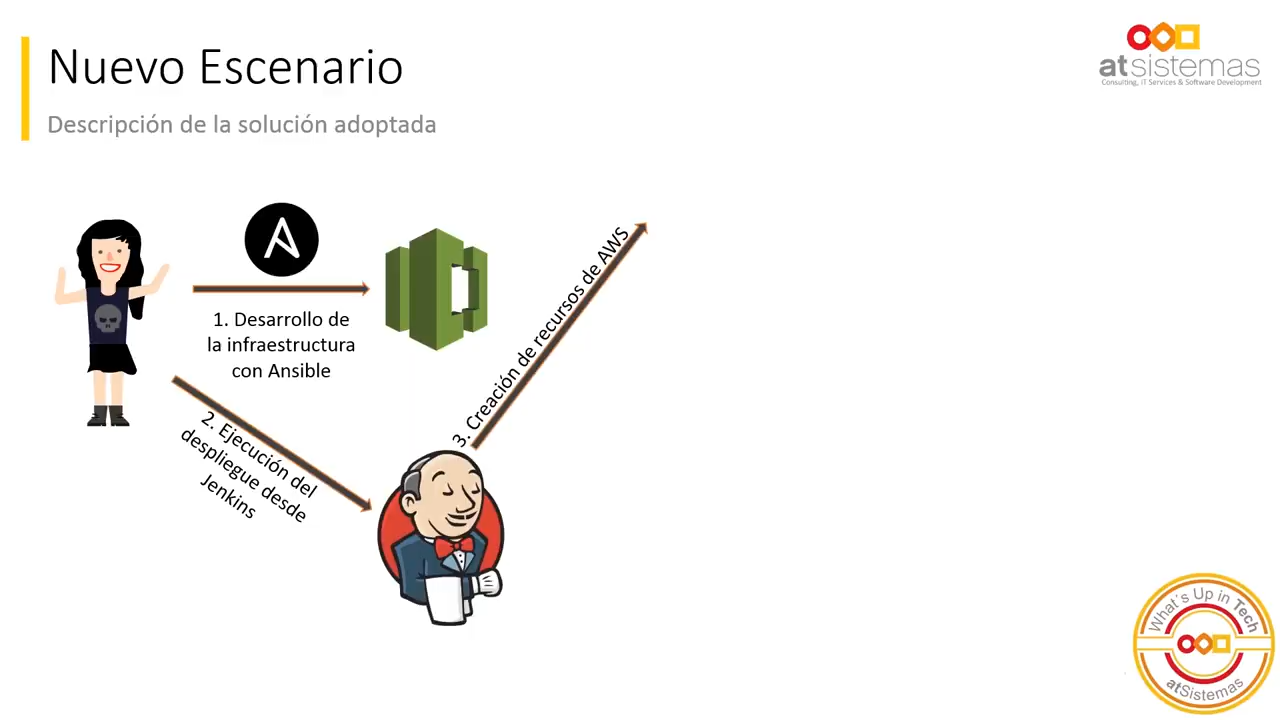 Nuevo Escenario
Descripción de la solución adoptada
atsistemas
Consulting, IT Services & Software Development
1. Desarrollo de
la infraestructura
con Ansible
2. Ejecución del
despliegue desde
Jenkins
3. Creación de recursos de AWS
What´s Up in Tech
atSistemas